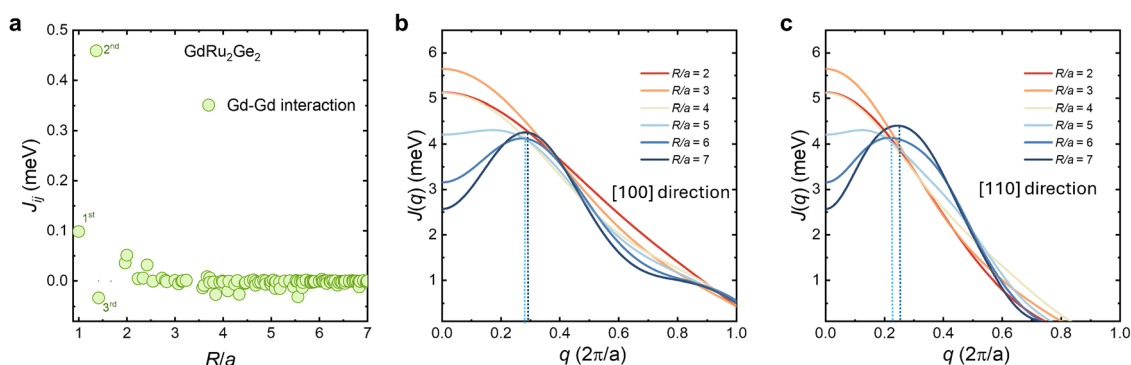 a
GdRu₂Ge₂
2ⁿᵈ
Gd-Gd interaction
1ˢᵗ
3ʳᵈ
0.5
0.4
0.3
0.2
0.1
0.0
Jᵢⱼ (meV)
1 2 3 4 5 6 7
R/a
b
R/a = 2
R/a = 3
R/a = 4
R/a = 5
R/a = 6
R/a = 7
[100] direction
6
5
4
3
2
1
J(q) (meV)
0.0 0.2 0.4 0.6 0.8 1.0
q (2π/a)
c
R/a = 2
R/a = 3
R/a = 4
R/a = 5
R/a = 6
R/a = 7
[110] direction
6
5
4
3
2
1
J(q) (meV)
0.0 0.2 0.4 0.6 0.8 1.0
q (2π/a)